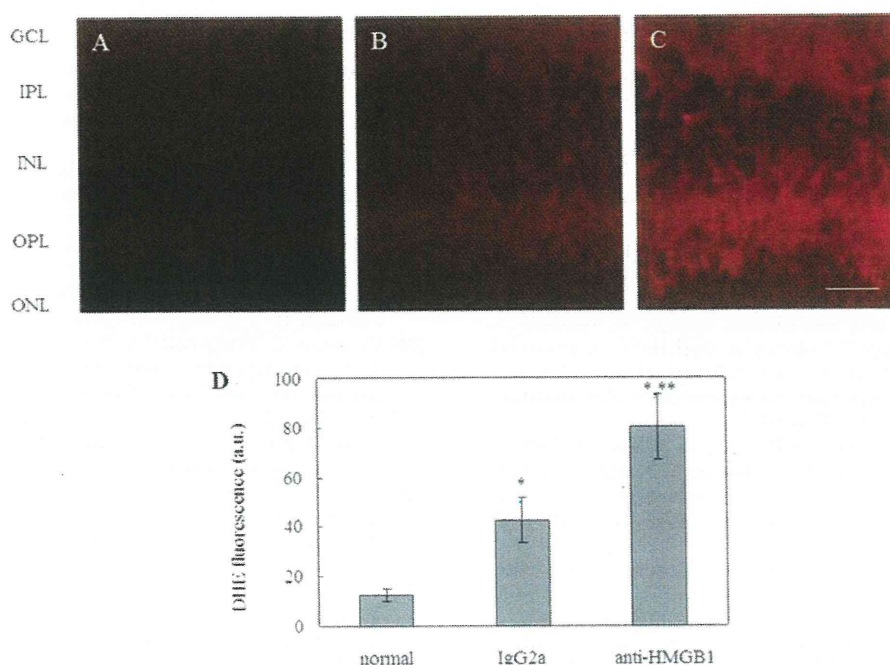 GCL
IPL
INL
OPL
ONL
A
B
C
D
DHE fluorescence (a.u.)
100
80
60
40
20
0
*
* **
normal
IgG2a
anti-HMGB1